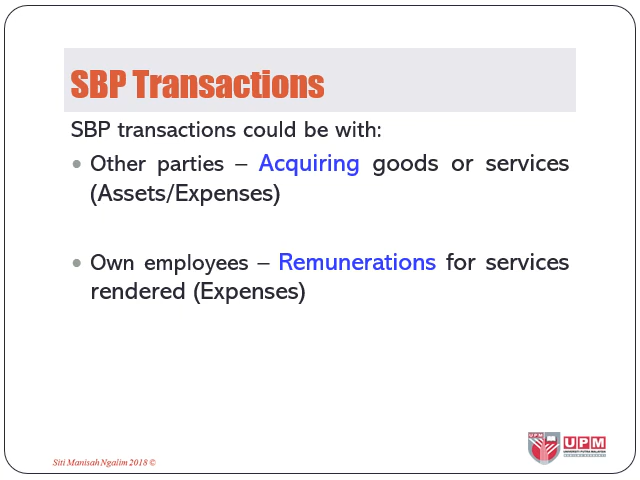 SBP Transactions
SBP transactions could be with:
• Other parties – Acquiring goods or services
(Assets/Expenses)
• Own employees – Remunerations for services
rendered (Expenses)
Siti Manisah Ngalim 2018 ©
UPM
UNIVERSITI PUTRA MALAYSIA